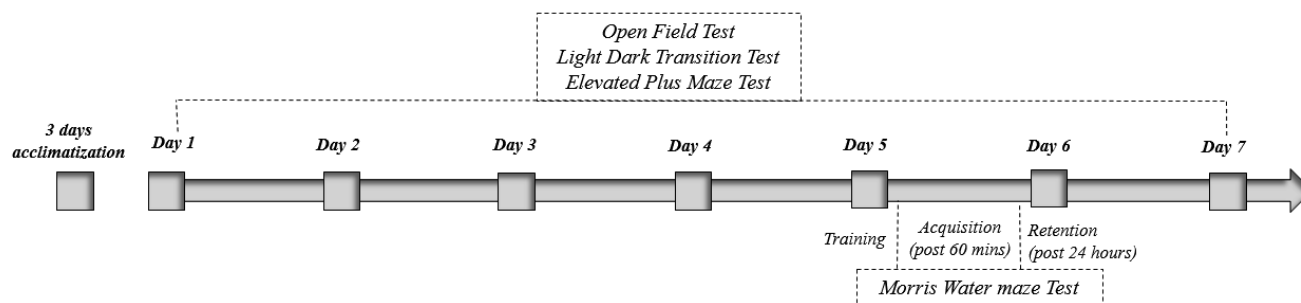 Open Field Test
Light Dark Transition Test
Elevated Plus Maze Test
3 days
acclimatization
Day 1
Day 2
Day 3
Day 4
Day 5
Day 6
Day 7
Training
Acquisition
(post 60 mins)
Retention
(post 24 hours)
Morris Water maze Test